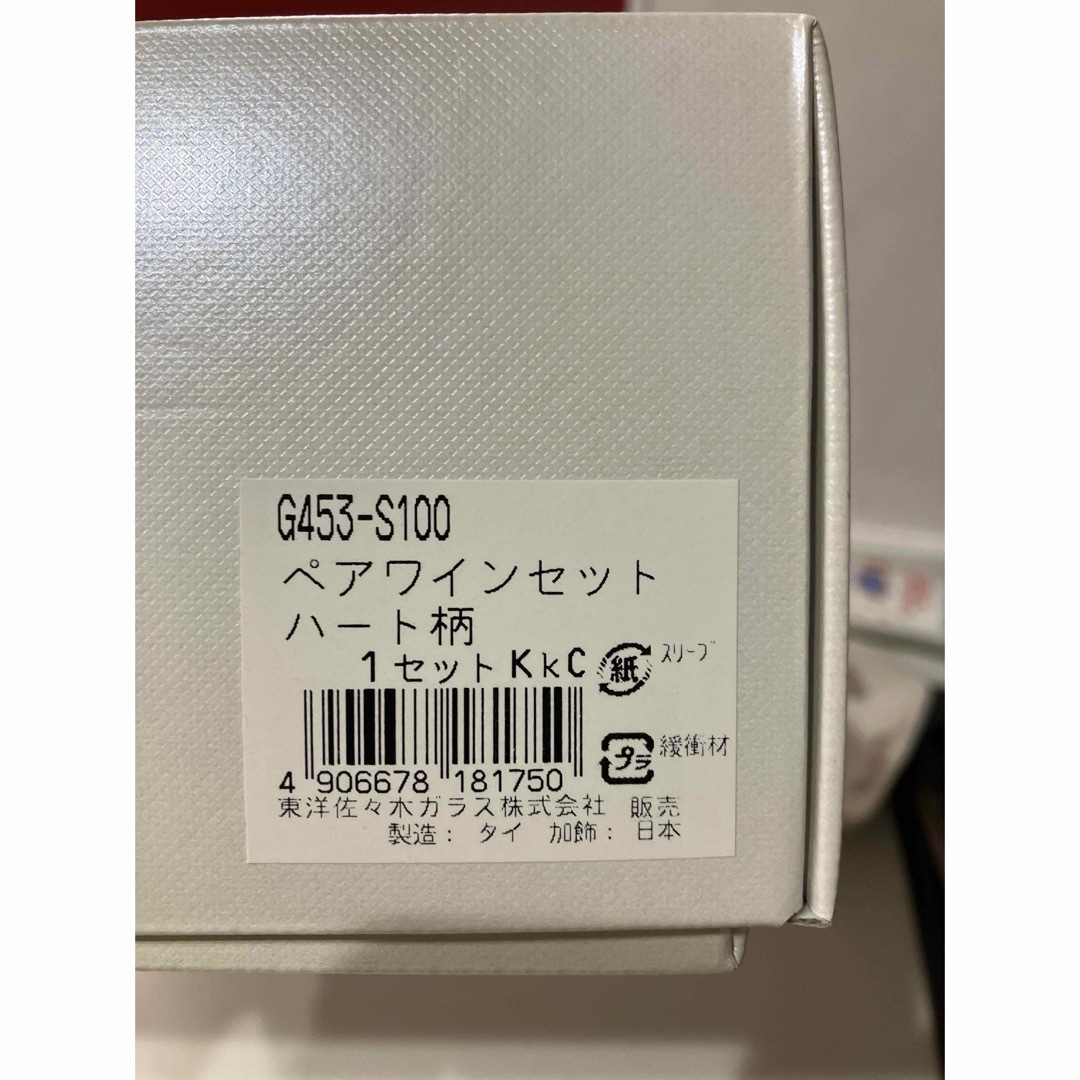 G453-S100
ペアワインセット
ハート柄
1セット KkC 紙 スリーブ
プラ 緩衝材
4 906678 181750
東洋佐々木ガラス株式会社 販売
製造: タイ 加飾: 日本